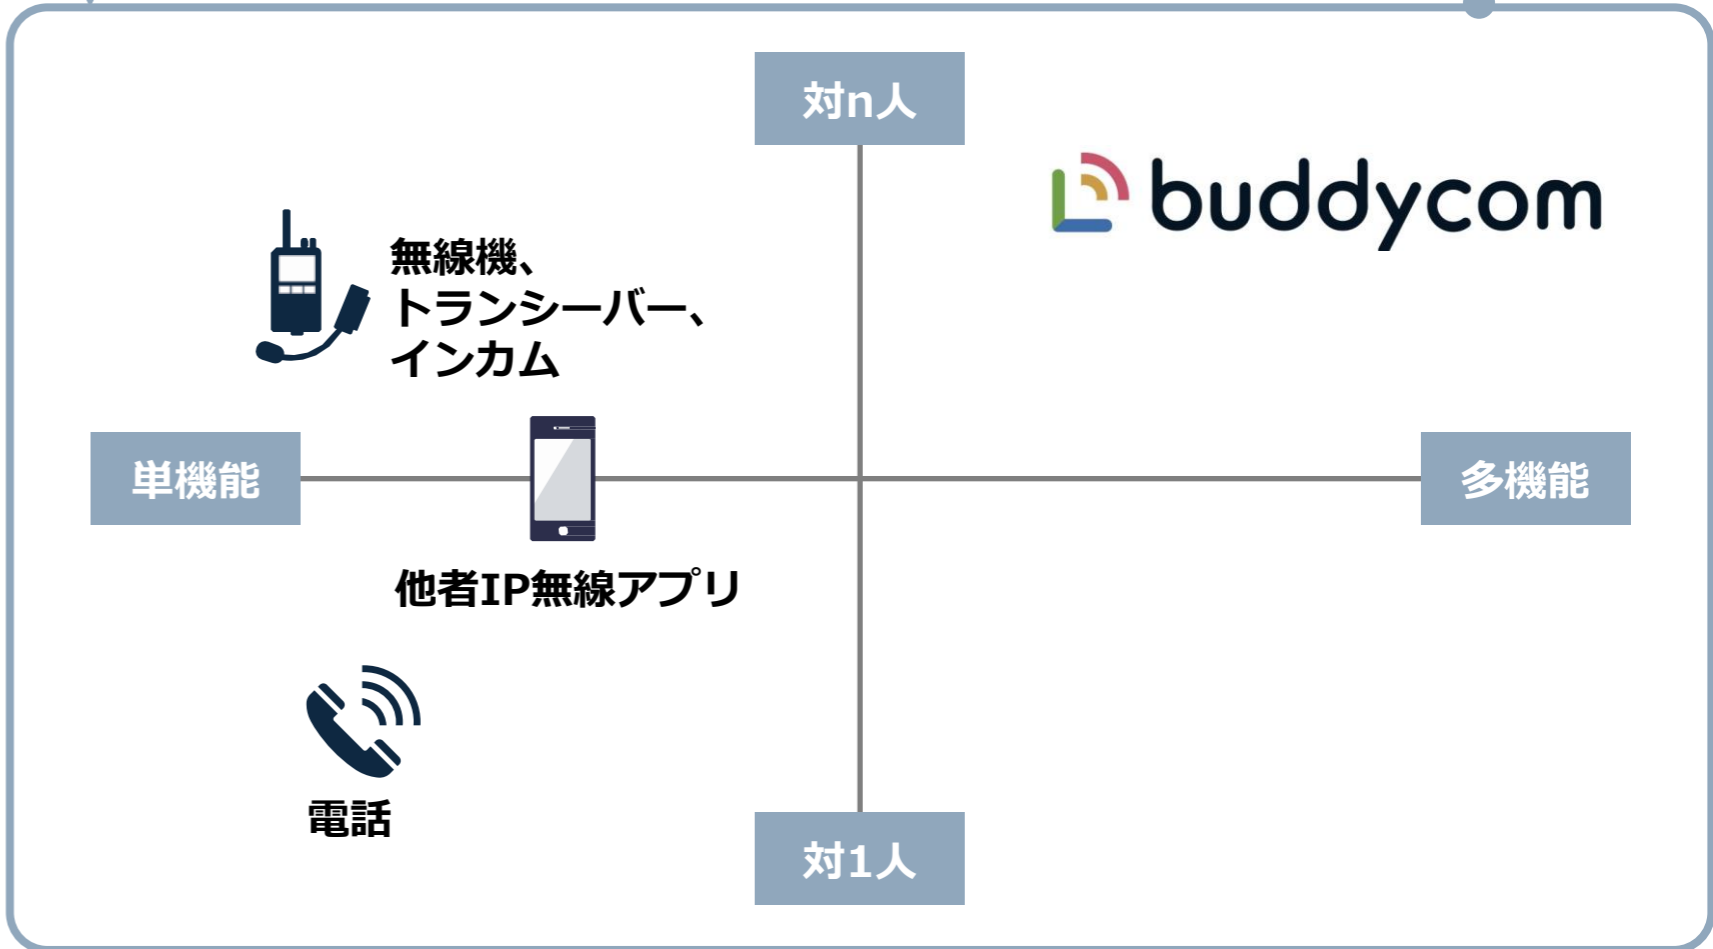 対n人
buddycom
無線機、
トランシーバー、
インカム
単機能
多機能
他者IP無線アプリ
電話
対1人